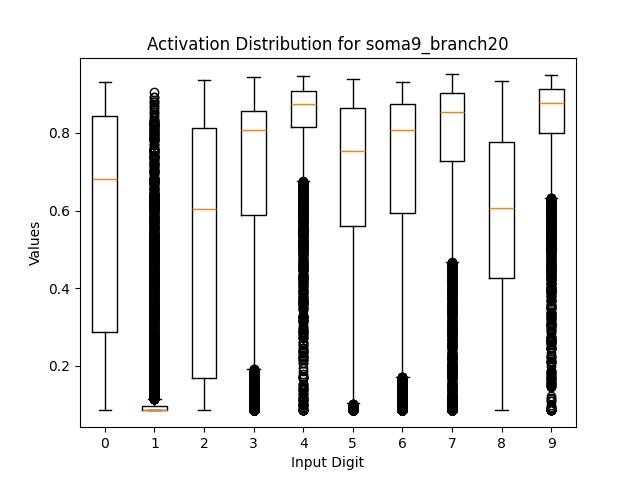 Activation Distribution for soma9_branch20
Values
0.8
0.6
0.4
0.2
0 1 2 3 4 5 6 7 8 9
Input Digit